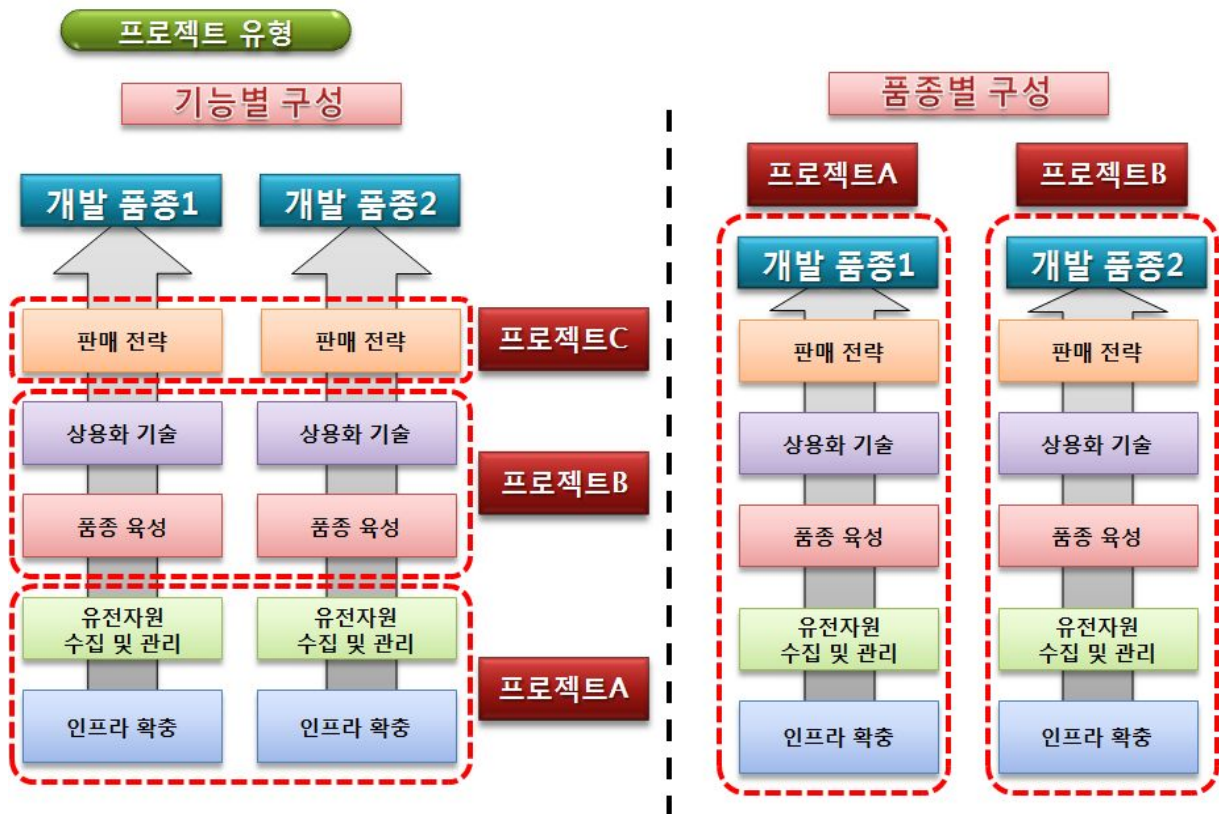 프로젝트 유형
기능별 구성
개발 품종1
개발 품종2
판매 전략
판매 전략
프로젝트C
상용화 기술
상용화 기술
품종 육성
품종 육성
프로젝트B
유전자원
수집 및 관리
유전자원
수집 및 관리
인프라 확충
인프라 확충
프로젝트A
품종별 구성
프로젝트A
프로젝트B
개발 품종1
개발 품종2
판매 전략
판매 전략
상용화 기술
상용화 기술
품종 육성
품종 육성
유전자원
수집 및 관리
유전자원
수집 및 관리
인프라 확충
인프라 확충